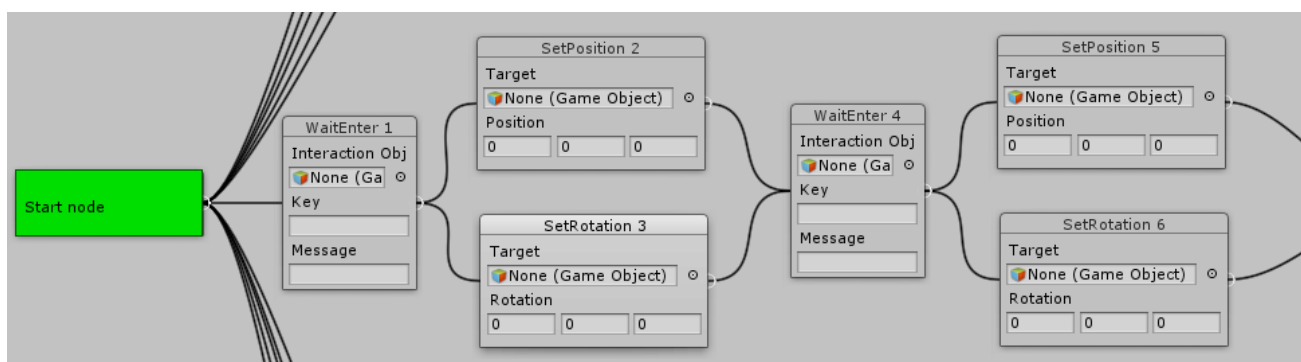 Start node
WaitEnter 1
Interaction Obj
None (Ga
Key
Message
SetPosition 2
Target
None (Game Object)
Position
0 0 0
SetRotation 3
Target
None (Game Object)
Rotation
0 0 0
WaitEnter 4
Interaction Obj
None (Ga
Key
Message
SetPosition 5
Target
None (Game Object)
Position
0 0 0
SetRotation 6
Target
None (Game Object)
Rotation
0 0 0